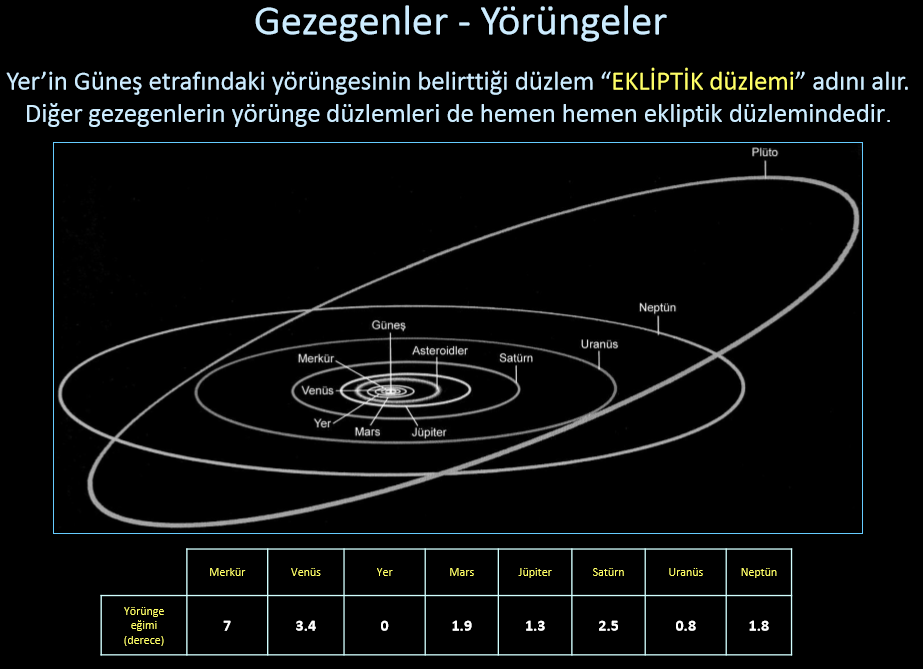 Gezegenler - Yörüngeler
Yer’in Güneş etrafındaki yörüngesinin belirttiği düzlem “EKLİPTİK düzlemi” adını alır.
Diğer gezegenlerin yörünge düzlemleri de hemen hemen ekliptik düzlemindedir.
Plüto
Neptün
Güneş
Uranüs
Merkür
Asteroidler
Satürn
Venüs
Yer
Mars
Jüpiter
Merkür Venüs Yer Mars Jüpiter Satürn Uranüs Neptün
Yörünge
eğimi
(derece)
7 3.4 0 1.9 1.3 2.5 0.8 1.8